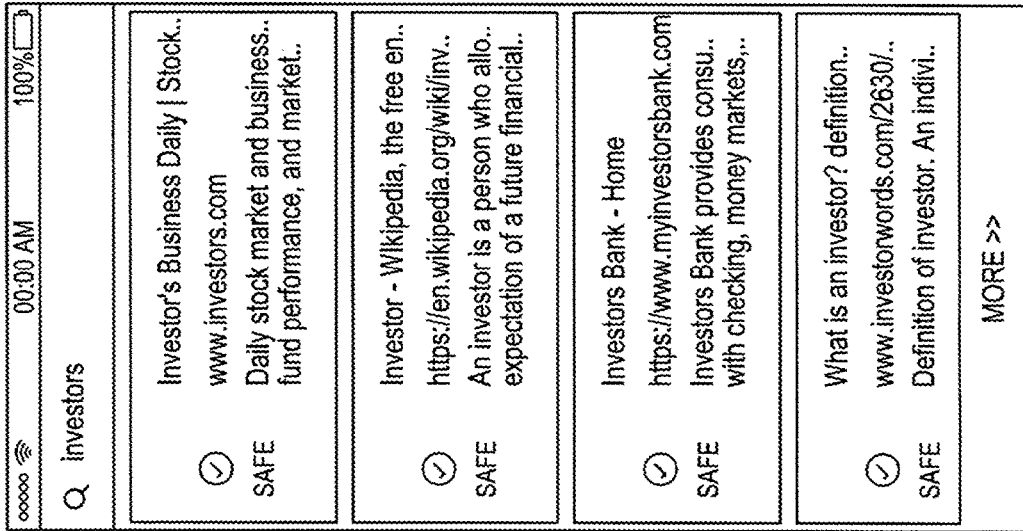 ooooo 00:00 AM 100%
investors
SAFE
Investor's Business Daily | Stock..
www.investors.com
Daily stock market and business..
fund performance, and market..
SAFE
Investor - Wikipedia, the free en..
https://en.wikipedia.org/wiki/inv..
An investor is a person who allo..
expectation of a future financial..
SAFE
Investors Bank - Home
https://www.myinvestorsbank.com
Investors Bank provides consu..
with checking, money markets,..
SAFE
What is an investor? definition..
www.investorwords.com/2630/..
Definition of investor. An indivi..
MORE >>